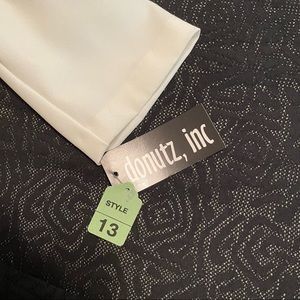 donutz, inc
STYLE
13